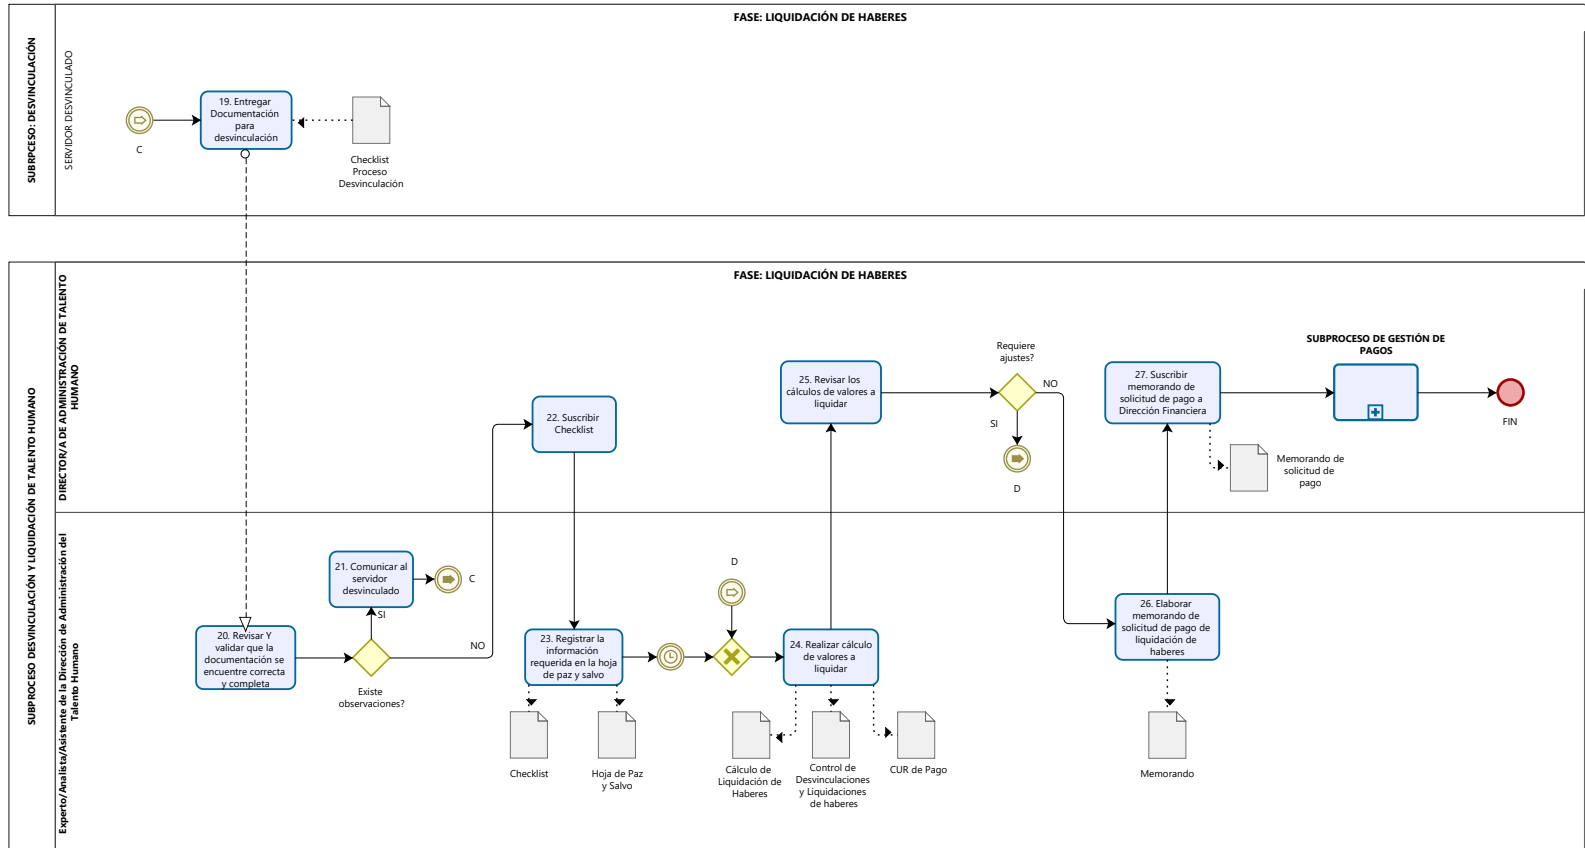 FASE: LIQUIDACIÓN DE HABERES
SUBRPCESO: DESVINCULACIÓN
SERVIDOR DESVINCULADO
C
19. Entregar
Documentación
para
desvinculación
Checklist
Proceso
Desvinculación
FASE: LIQUIDACIÓN DE HABERES
SUBPROCESO DESVINCULACIÓN Y LIQUIDACIÓN DE TALENTO HUMANO
DIRECTOR/A DE ADMINISTRACIÓN DE TALENTO
HUMANO
22. Suscribir
Checklist
25. Revisar los
cálculos de valores a
liquidar
Requiere
ajustes?
NO
SI
D
27. Suscribir
memorando de
solicitud de pago a
Dirección Financiera
Memorando de
solicitud de
pago
SUBPROCESO DE GESTIÓN DE
PAGOS
FIN
Experto/Analista/Asistente de la Dirección de Administración del
Talento Humano
20. Revisar Y
validar que la
documentación se
encuentre correcta
y completa
21. Comunicar al
servidor
desvinculado
C
SI
NO
Existe
observaciones?
23. Registrar la
información
requerida en la hoja
de paz y salvo
Checklist
Hoja de Paz
y Salvo
D
24. Realizar cálculo
de valores a
liquidar
Cálculo de
Liquidación de
Haberes
Control de
Desvinculaciones
y Liquidaciones
de haberes
CUR de Pago
26. Elaborar
memorando de
solicitud de pago de
liquidación de
haberes
Memorando